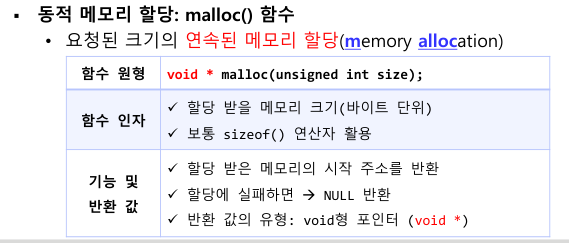 ▪ 동적 메모리 할당: malloc() 함수
• 요청된 크기의 연속된 메모리 할당(memory allocation)
함수 원형
void * malloc(unsigned int size);
함수 인자
✓ 할당 받을 메모리 크기(바이트 단위)
✓ 보통 sizeof() 연산자 활용
기능 및
반환 값
✓ 할당 받은 메모리의 시작 주소를 반환
✓ 할당에 실패하면 → NULL 반환
✓ 반환 값의 유형: void형 포인터 (void *)